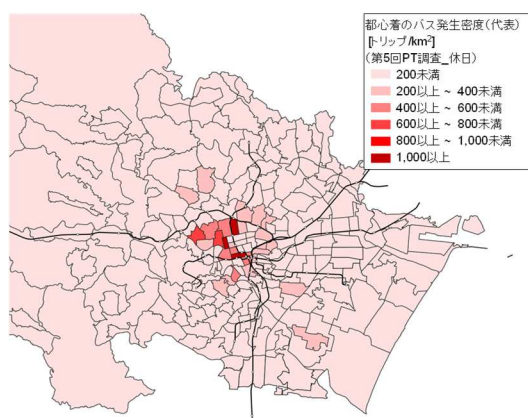 都心着のバス発生密度(代表)
[トリップ/km²]
(第5回PT調査_休日)
200未満
200以上 ~ 400未満
400以上 ~ 600未満
600以上 ~ 800未満
800以上 ~ 1,000未満
1,000以上